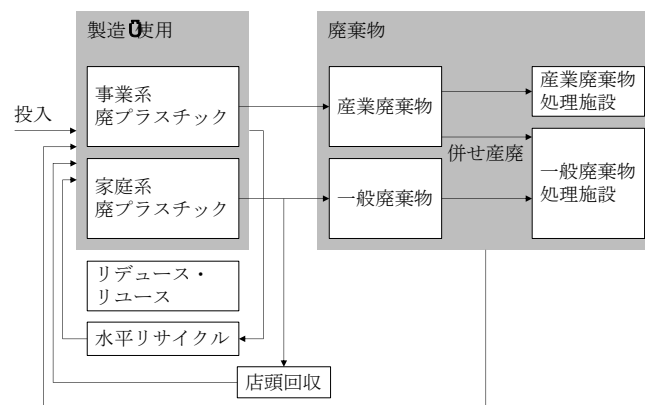 製造 使用
廃棄物
投入
事業系
廃プラスチック
家庭系
廃プラスチック
リデュース・
リユース
水平リサイクル
店頭回収
産業廃棄物
一般廃棄物
併せ産廃
産業廃棄物
処理施設
一般廃棄物
処理施設